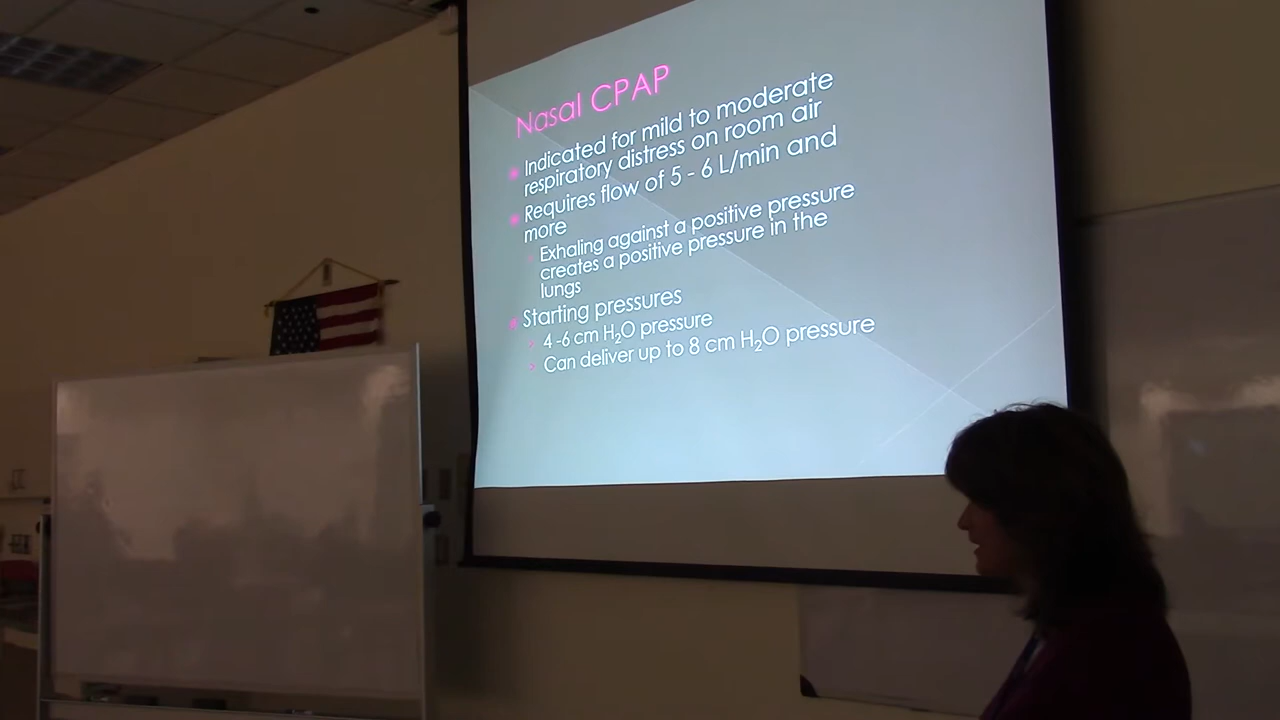 Nasal CPAP
Indicated for mild to moderate
respiratory distress on room air
Requires flow of 5 - 6 L/min and
more
Exhaling against a positive pressure
creates a positive pressure in the
lungs
Starting pressures
4 -6 cm H₂O pressure
Can deliver up to 8 cm H₂O pressure